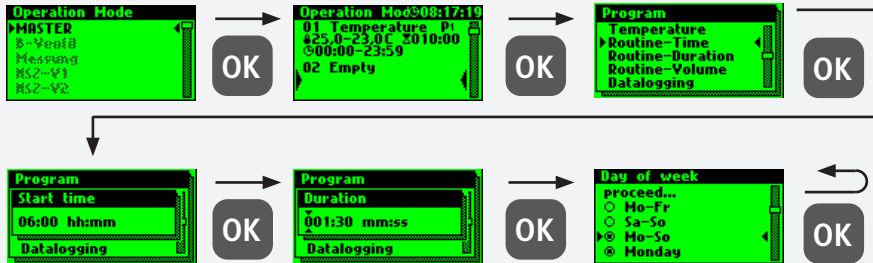 Operation Mode
MASTER
B-Ventil
Messung
MSZ-V1
MSZ-V2
OK
Operation Mod 08:17:19
01 Temperature P1
25,0-23,0C 010:00
00:00-23:59
02 Empty
OK
Program
Temperature
Routine-Time
Routine-Duration
Routine-Volume
Datalogging
OK
Program
Start time
06:00 hh:mm
Datalogging
OK
Program
Duration
001:30 mm:ss
Datalogging
OK
Day of week
proceed...
Mo-Fr
Sa-So
Mo-So
Monday
OK